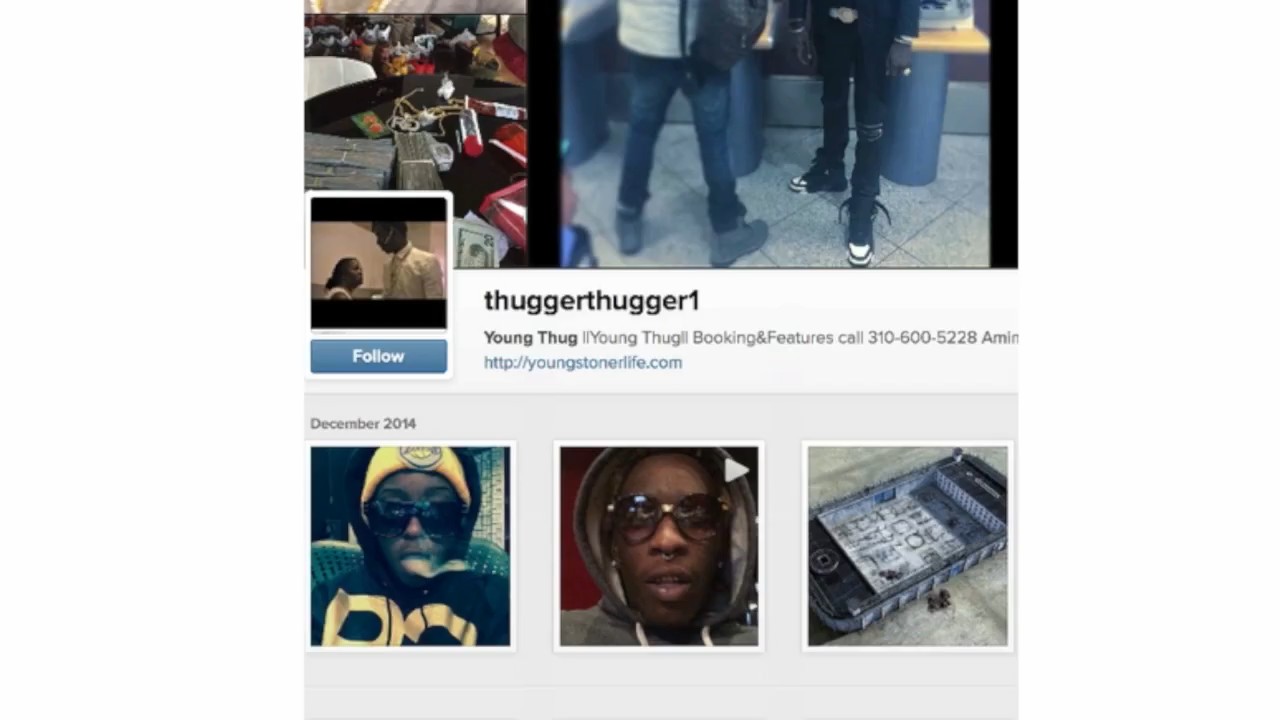 thuggerthugger1
Young Thug ||Young Thug|| Booking&Features call 310-600-5228 Amin
http://youngstonerlife.com
Follow
December 2014